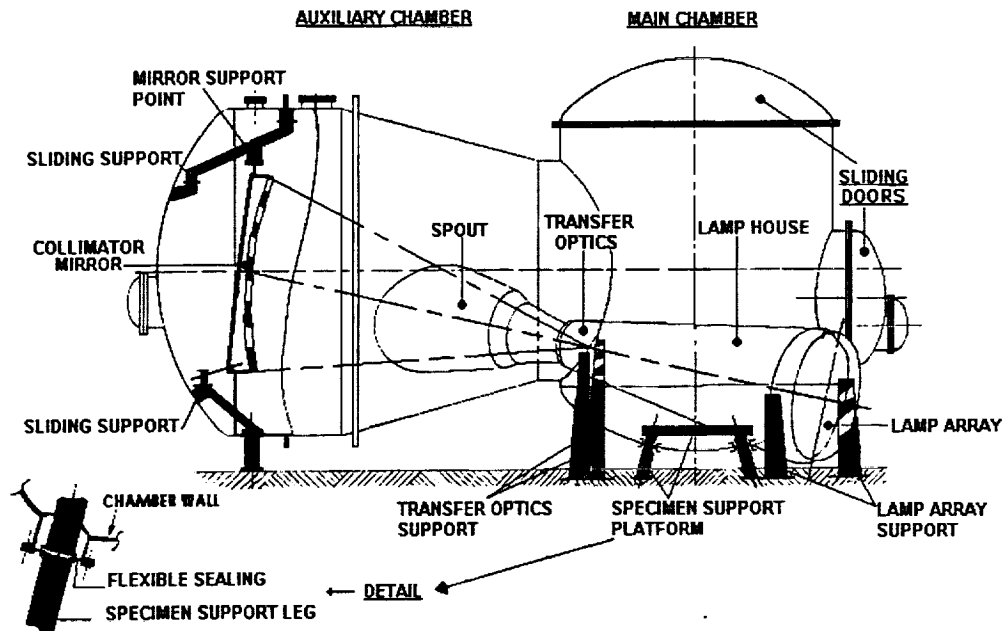 AUXILIARY CHAMBER
MAIN CHAMBER
MIRROR SUPPORT
POINT
SLIDING SUPPORT
COLLIMATOR
MIRROR
SPOUT
TRANSFER
OPTICS
LAMP HOUSE
SLIDING
DOORS
SLIDING SUPPORT
LAMP ARRAY
TRANSFER OPTICS
SUPPORT
SPECIMEN SUPPORT
PLATFORM
LAMP ARRAY
SUPPORT
CHAMBER WALL
FLEXIBLE SEALING
SPECIMEN SUPPORT LEG
DETAIL